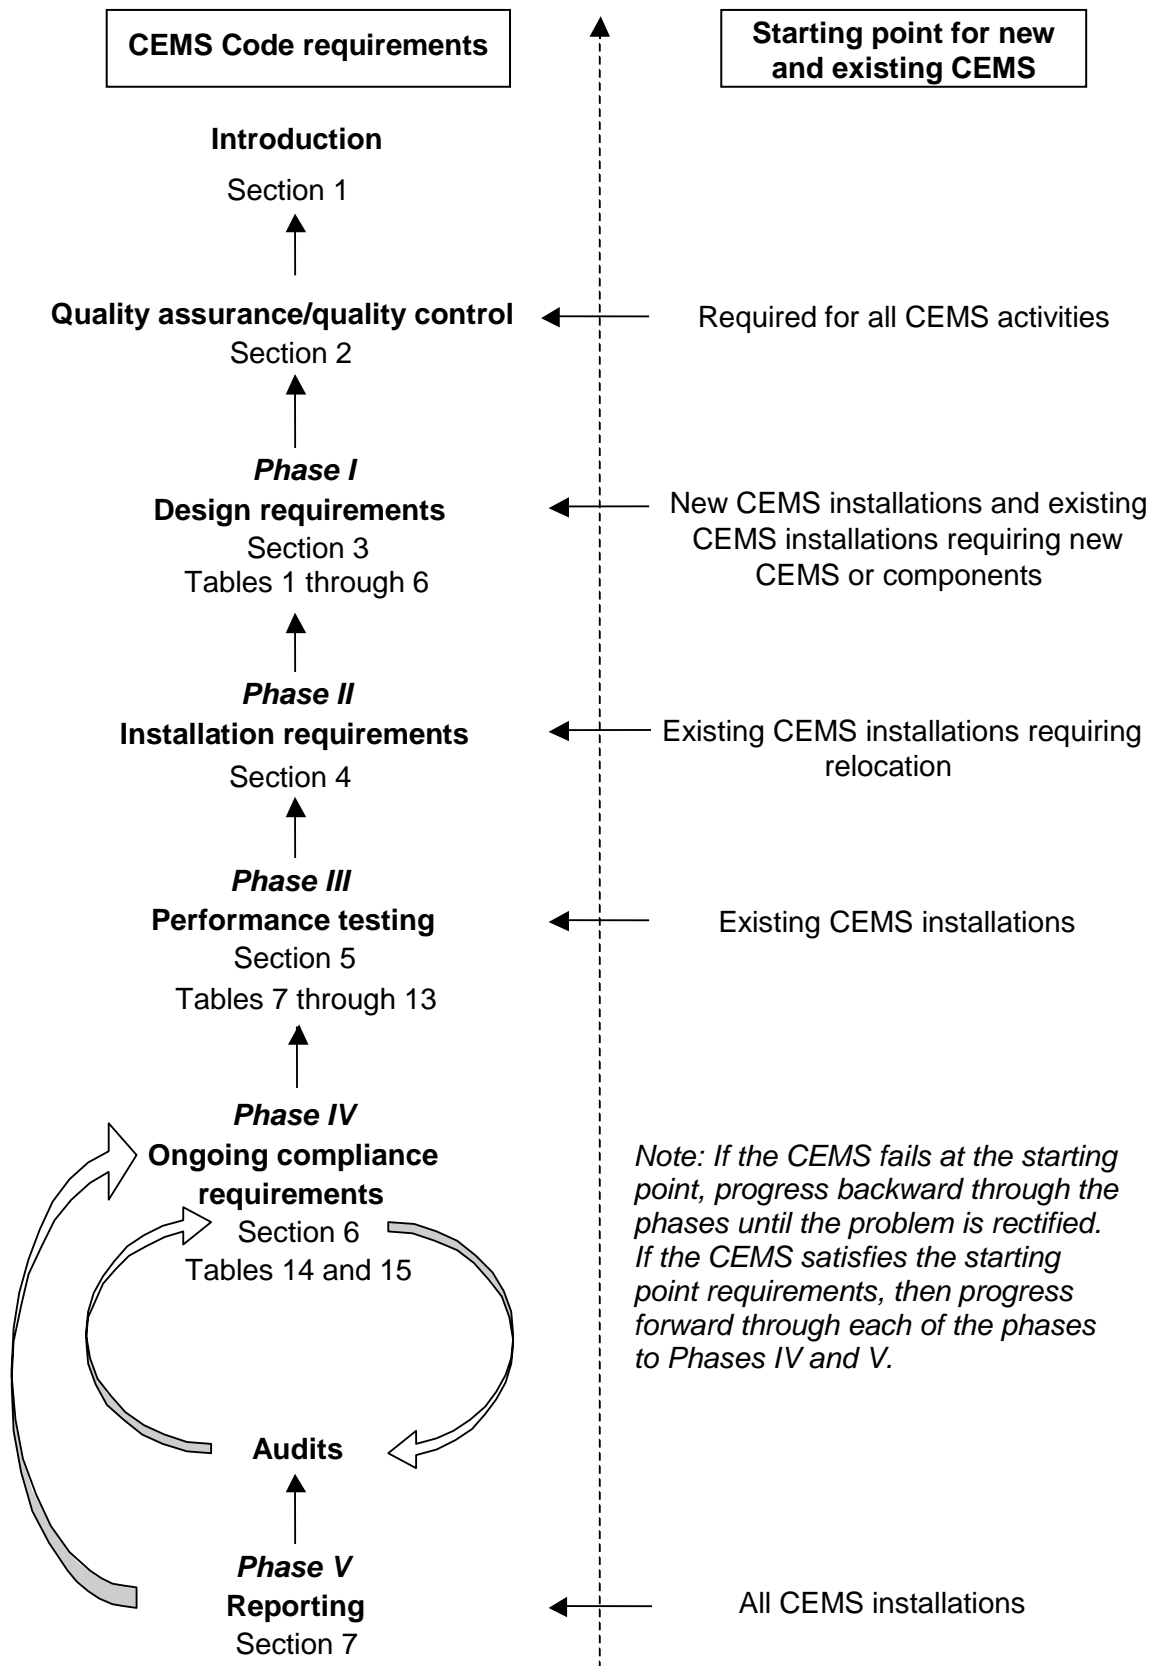 CEMS Code requirements
Starting point for new
and existing CEMS
Introduction
Section 1
Quality assurance/quality control
Section 2
Required for all CEMS activities
Phase I
Design requirements
Section 3
Tables 1 through 6
New CEMS installations and existing
CEMS installations requiring new
CEMS or components
Phase II
Installation requirements
Section 4
Existing CEMS installations requiring
relocation
Phase III
Performance testing
Section 5
Tables 7 through 13
Existing CEMS installations
Phase IV
Ongoing compliance
requirements
Section 6
Tables 14 and 15
Note: If the CEMS fails at the starting
point, progress backward through the
phases until the problem is rectified.
If the CEMS satisfies the starting
point requirements, then progress
forward through each of the phases
to Phases IV and V.
Audits
Phase V
Reporting
Section 7
All CEMS installations